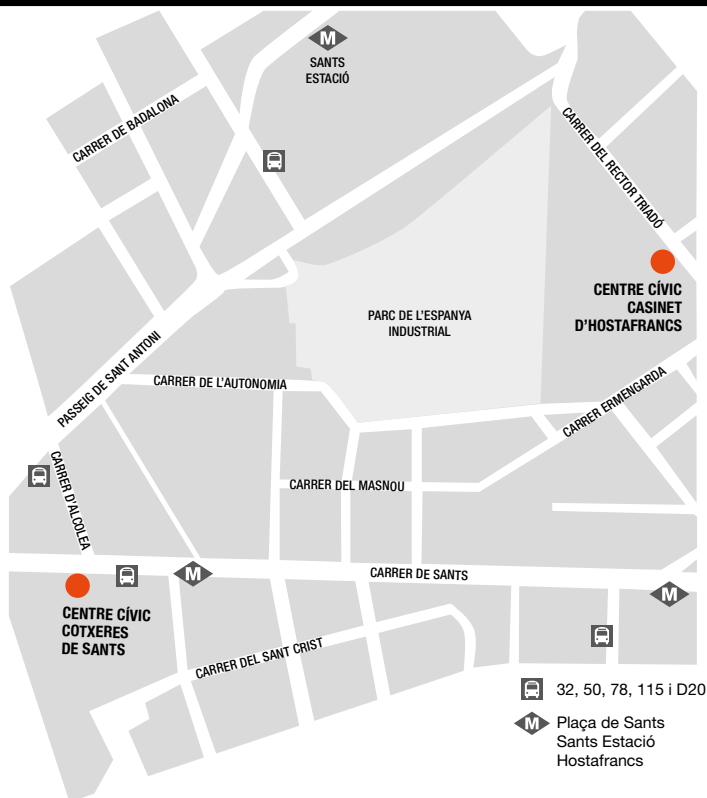 M
SANTS
ESTACIÓ
CARRER DE BADALONA
CARRER DEL RECTOR TRIADÓ
CENTRE CÍVIC
CASINET
D'HOSTAFRANCS
PARC DE L'ESPANYA
INDUSTRIAL
PASSEIG DE SANT ANTONI
CARRER DE L'AUTONOMIA
CARRER ERMENGARDA
CARRER D'ALCOLEA
CARRER DEL MASNOU
M
CARRER DE SANTS
M
CENTRE CÍVIC
COTXERES
DE SANTS
CARRER DEL SANT CRIST
32, 50, 78, 115 i D20
M Plaça de Sants
Sants Estació
Hostafrancs